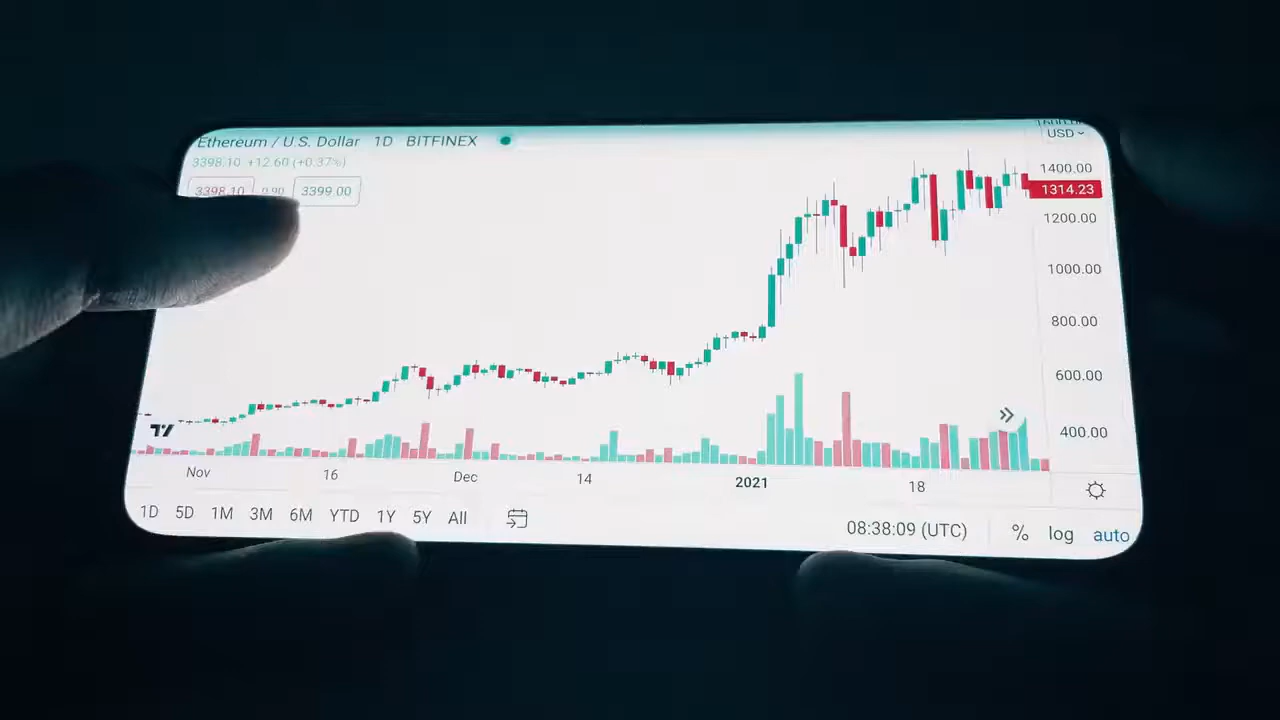 Ethereum / U.S. Dollar 1D BITFINEX
3398.10 +12.60 (+0.37%)
3398.10 0.90 3399.00
USD
1400.00
1314.23
1200.00
1000.00
800.00
600.00
400.00
Nov 16 Dec 14 2021 18
1D 5D 1M 3M 6M YTD 1Y 5Y All
08:38:09 (UTC) % log auto